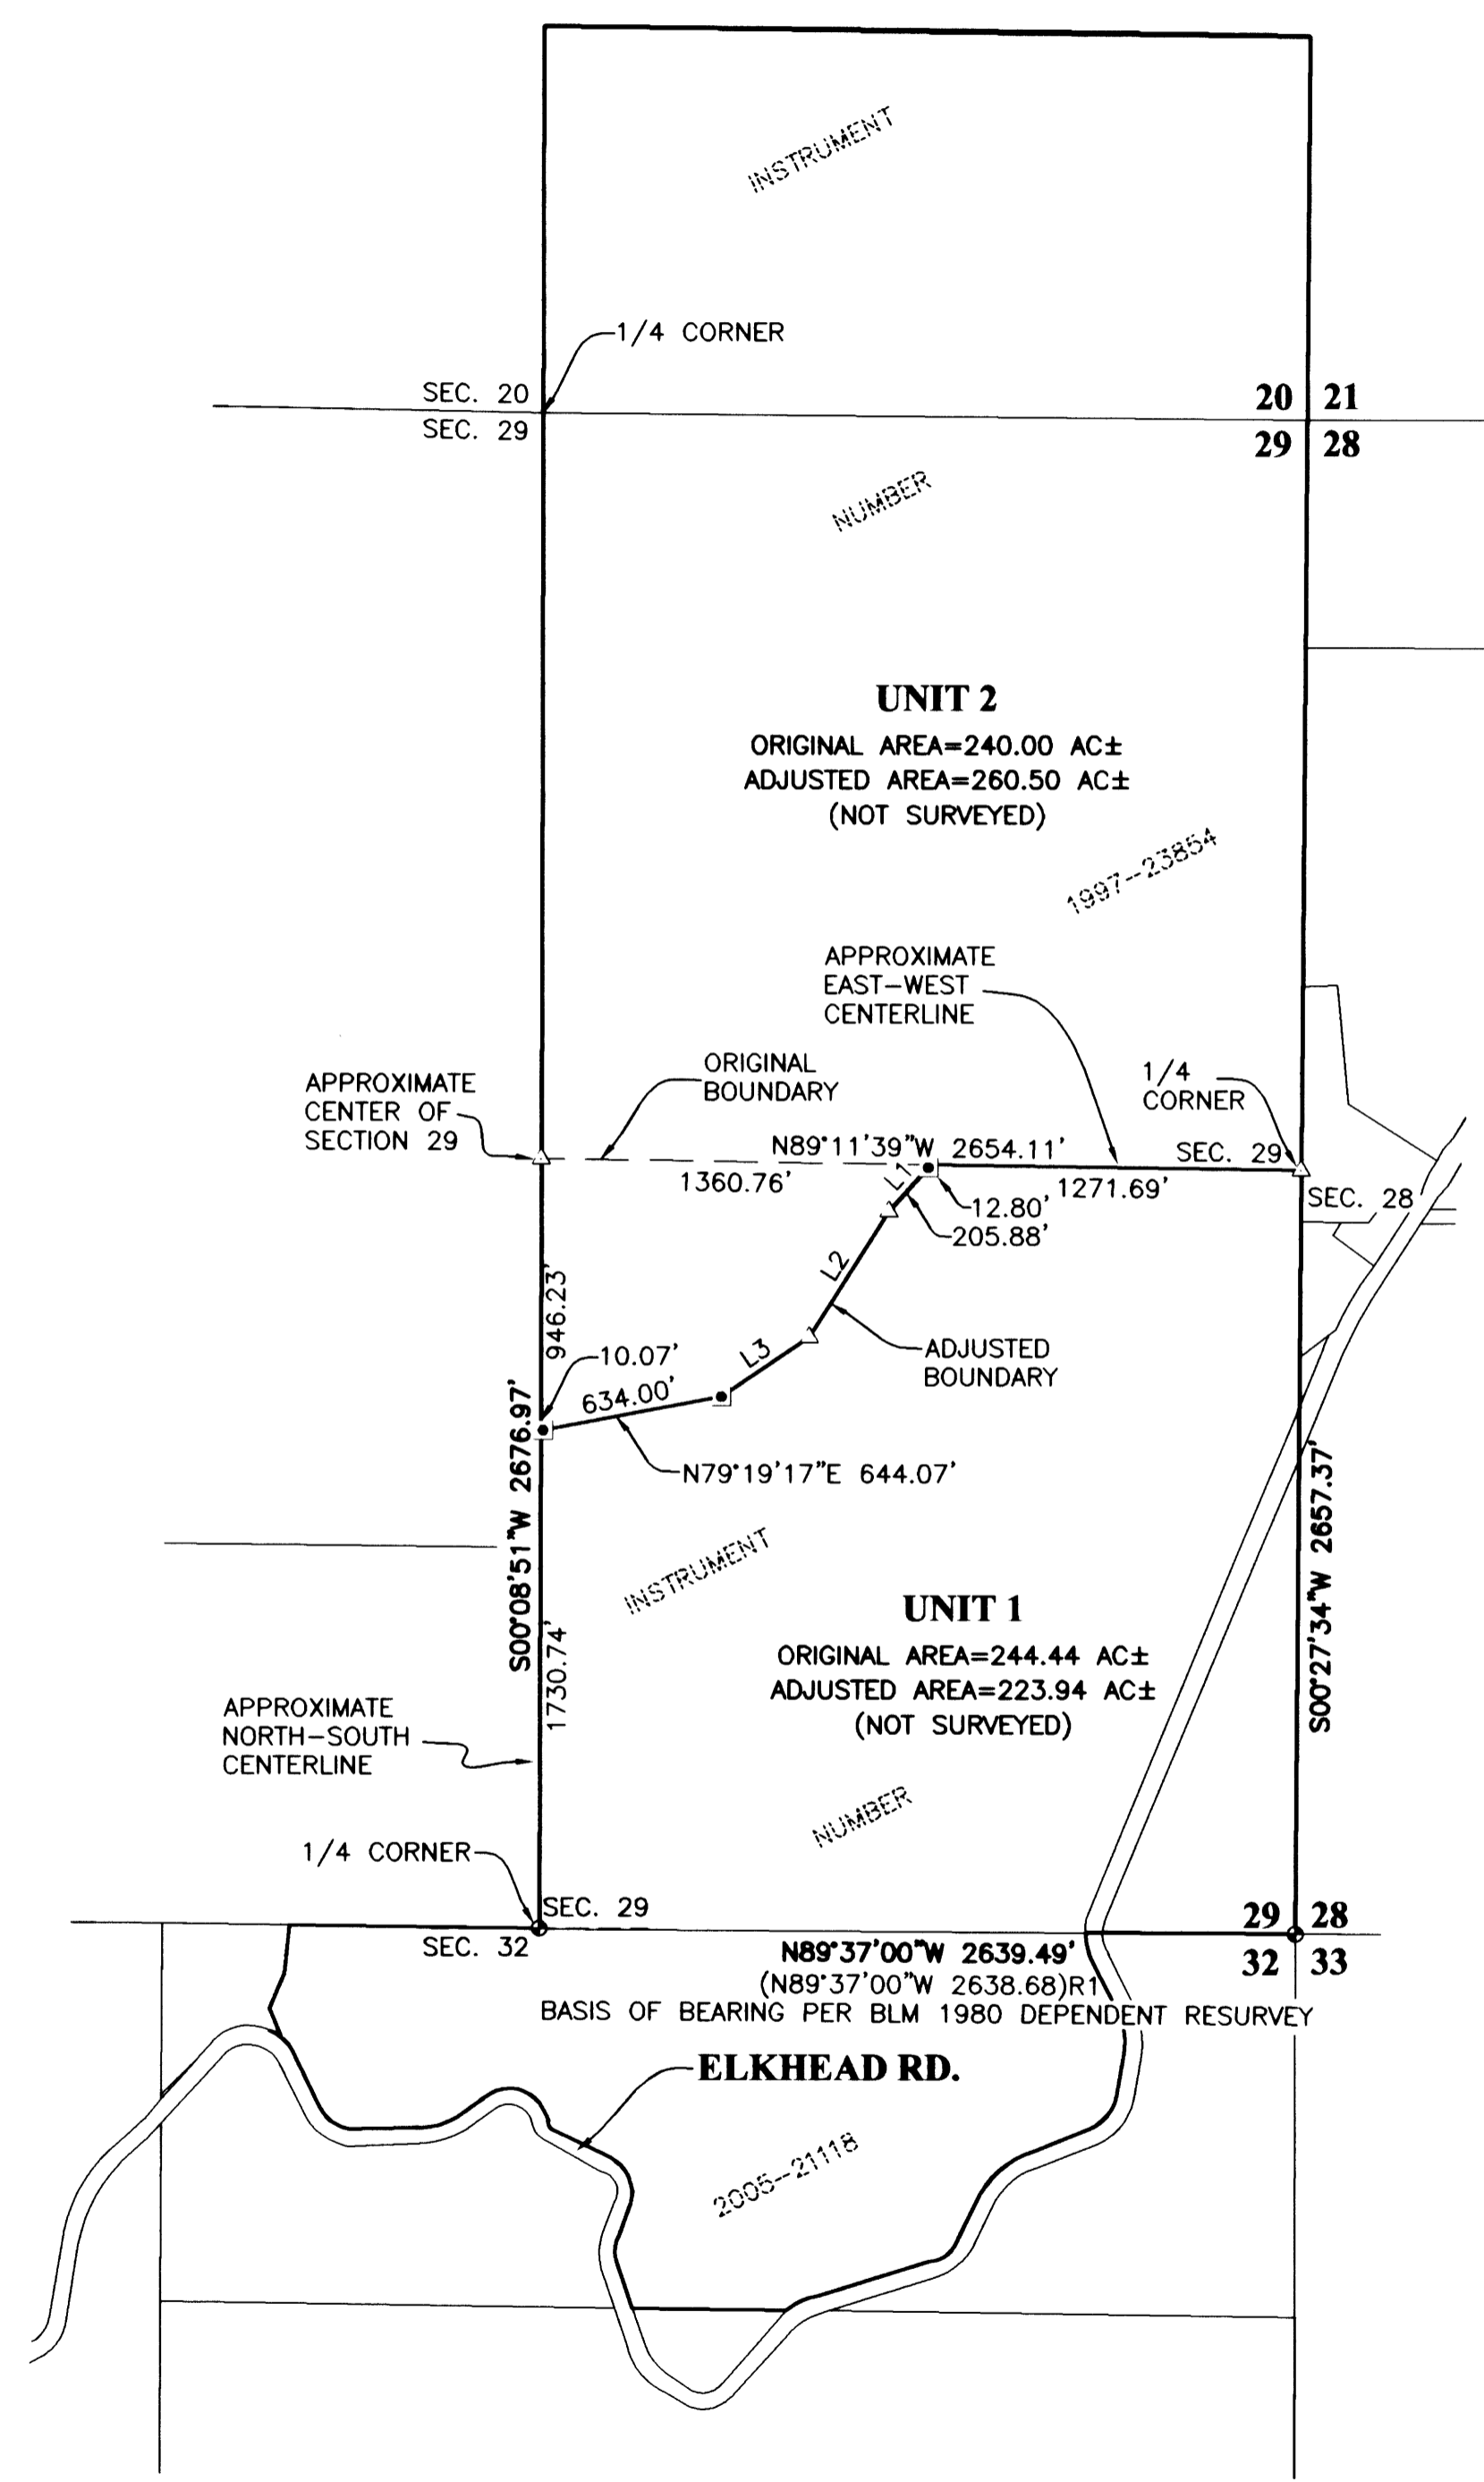 INSTRUMENT
1/4 CORNER
SEC. 20
SEC. 29
20 21
29 28
NUMBER
UNIT 2
ORIGINAL AREA=240.00 AC±
ADJUSTED AREA=260.50 AC±
(NOT SURVEYED)
1997--23854
APPROXIMATE
EAST-WEST
CENTERLINE
ORIGINAL
BOUNDARY
1/4
CORNER
APPROXIMATE
CENTER OF
SECTION 29
N89°11'39"W 2654.11'
SEC. 29
1360.76'
L1
12.80'
1271.69'
SEC. 28
205.88'
L2
946.23'
10.07'
L3
ADJUSTED
BOUNDARY
634.00'
N79°19'17"E 644.07'
S00°08'51"W 2676.97'
S00°27'34"W 2657.37'
INSTRUMENT
UNIT 1
ORIGINAL AREA=244.44 AC±
ADJUSTED AREA=223.94 AC±
(NOT SURVEYED)
1730.74'
APPROXIMATE
NORTH-SOUTH
CENTERLINE
NUMBER
1/4 CORNER
SEC. 29
SEC. 32
29 28
32 33
N89°37'00"W 2639.49'
(N89°37'00"W 2638.68)R1
BASIS OF BEARING PER BLM 1980 DEPENDENT RESURVEY
ELKHEAD RD.
2005--21118